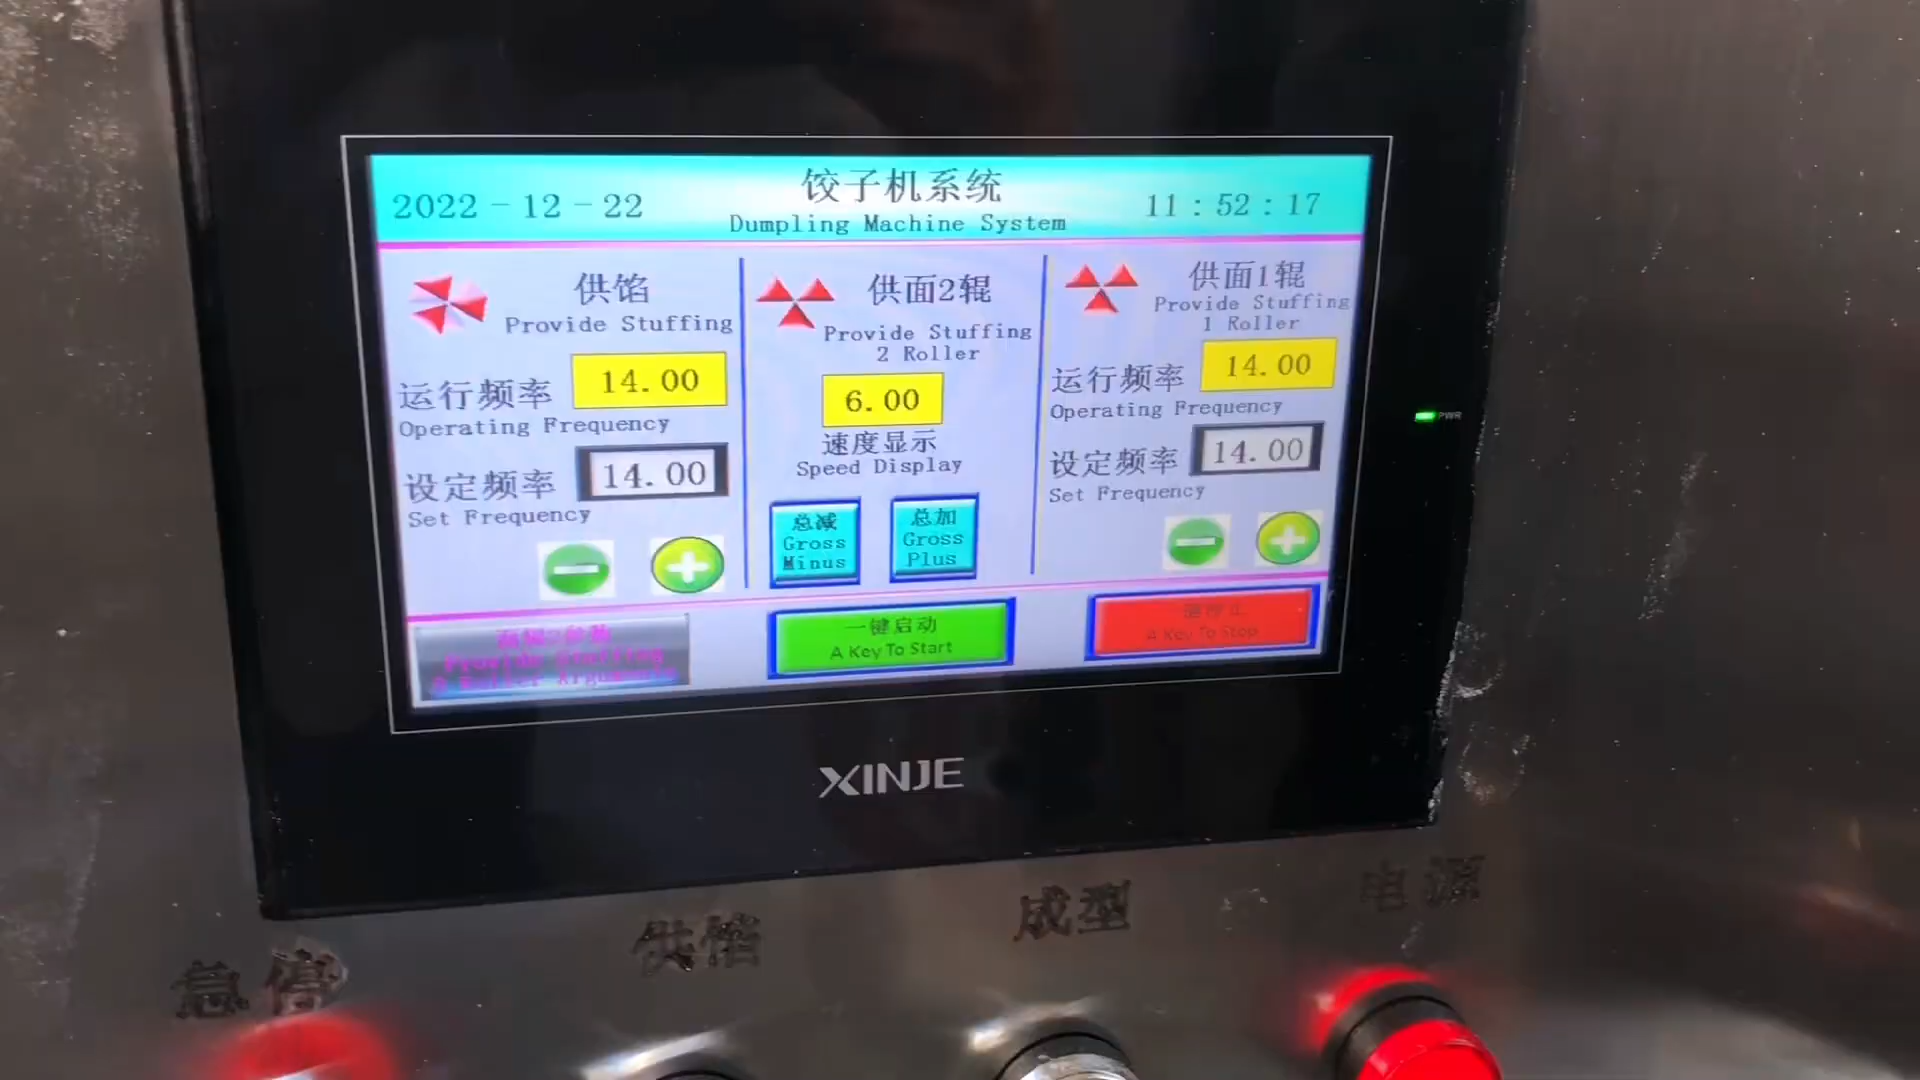 2022-12-22
饺子机系统
Dumpling Machine System
11:52:17
供馅
Provide Stuffing
运行频率
14.00
Operating Frequency
设定频率
14.00
Set Frequency
供面2辊
Provide Stuffing
2 Roller
6.00
速度显示
Speed Display
总减
Gross
Minus
总加
Gross
Plus
供面1辊
Provide Stuffing
1 Roller
运行频率
14.00
Operating Frequency
设定频率
14.00
Set Frequency
Provide Stuffing
一键启动
A Key To Start
A Key To Stop
PWR
XINJE
急停
供馅
成型
电源